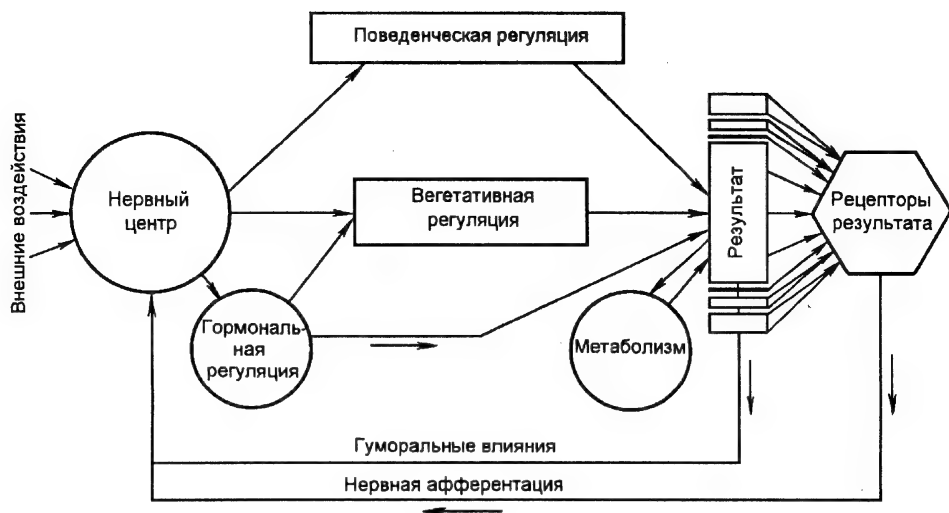 Поведенческая регуляция
Внешние воздействия
Нервный
центр
Вегетативная
регуляция
Результат
Рецепторы
результата
Гормональ-
ная
регуляция
Метаболизм
Гуморальные влияния
Нервная афферентация